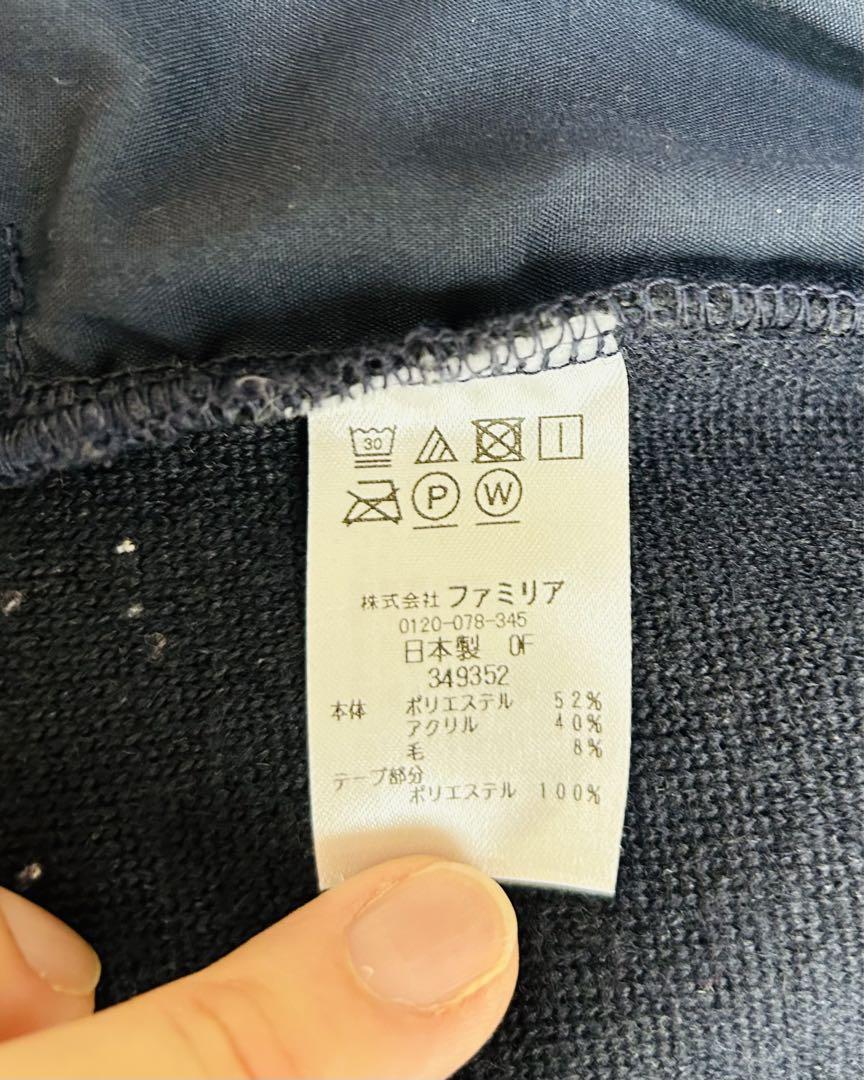 30
P W
株式会社 ファミリア
0120-078-345
日本製 OF
349352
本体 ポリエステル 52%
アクリル 40%
毛 8%
テープ部分
ポリエステル 100%